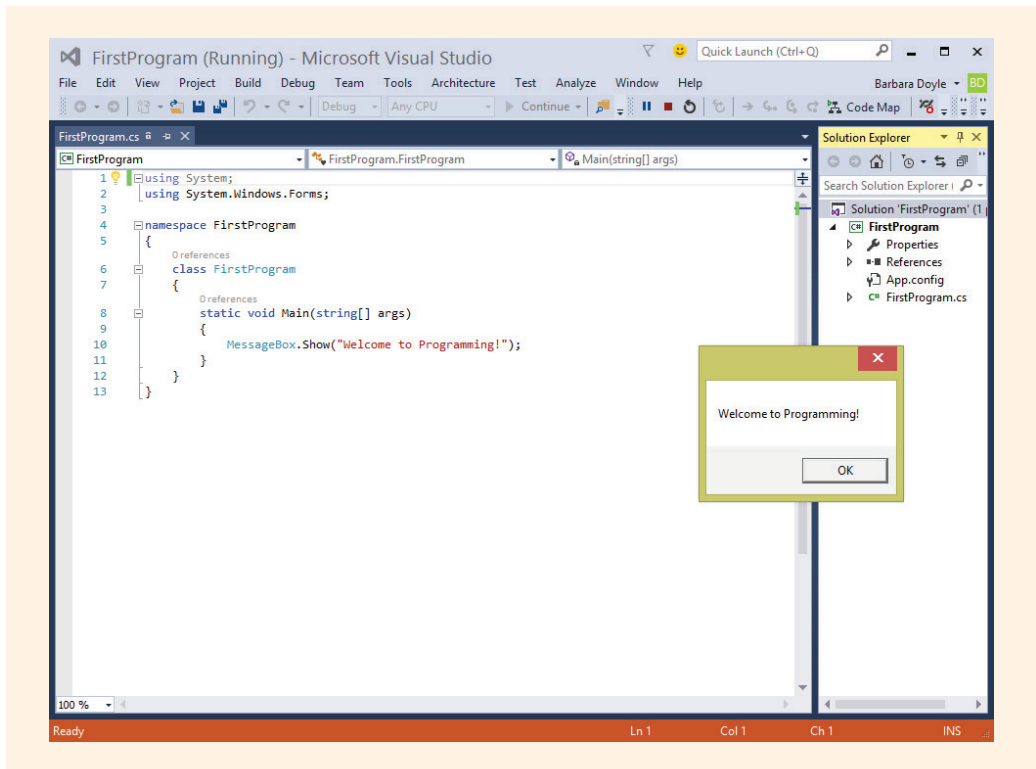 FirstProgram (Running) - Microsoft Visual Studio
Quick Launch (Ctrl+Q)
File Edit View Project Build Debug Team Tools Architecture Test Analyze Window Help
Barbara Doyle BD
Debug Any CPU Continue Code Map
FirstProgram.cs
Solution Explorer
C# FirstProgram FirstProgram.FirstProgram Main(string[] args)
Search Solution Explorer
1 using System;
2 using System.Windows.Forms;
3
4 namespace FirstProgram
5 {
0 references
6 class FirstProgram
7 {
0 references
8 static void Main(string[] args)
9 {
10 MessageBox.Show("Welcome to Programming!");
11 }
12 }
13 }
Solution 'FirstProgram' (1
C# FirstProgram
Properties
References
App.config
C# FirstProgram.cs
Welcome to Programming!
OK
100 %
Ready Ln 1 Col 1 Ch 1 INS